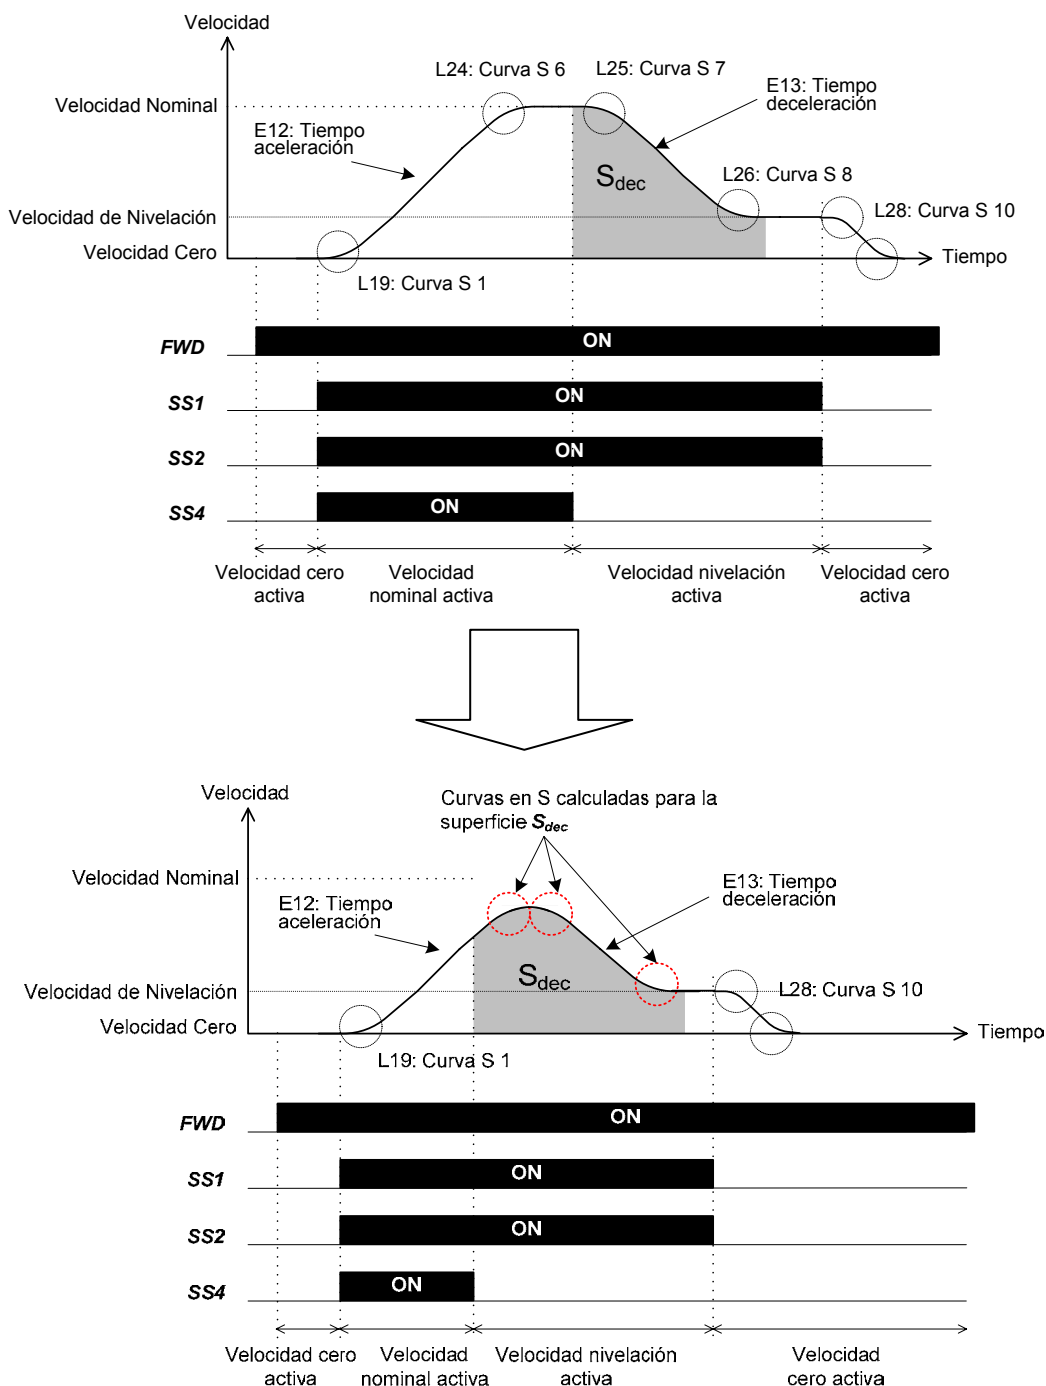 Velocidad
L24: Curva S 6
L25: Curva S 7
E13: Tiempo
deceleración
Velocidad Nominal
E12: Tiempo
aceleración
S dec
L26: Curva S 8
Velocidad de Nivelación
L28: Curva S 10
Velocidad Cero
Tiempo
L19: Curva S 1
FWD
ON
SS1
ON
SS2
ON
SS4
ON
Velocidad cero
activa
Velocidad
nominal activa
Velocidad nivelación
activa
Velocidad cero
activa
Velocidad
Curvas en S calculadas para la
superficie S dec
Velocidad Nominal
E12: Tiempo
aceleración
E13: Tiempo
deceleración
S dec
Velocidad de Nivelación
L28: Curva S 10
Velocidad Cero
Tiempo
L19: Curva S 1
FWD
ON
SS1
ON
SS2
ON
SS4
ON
Velocidad cero
activa
Velocidad
nominal activa
Velocidad nivelación
activa
Velocidad
cero activa